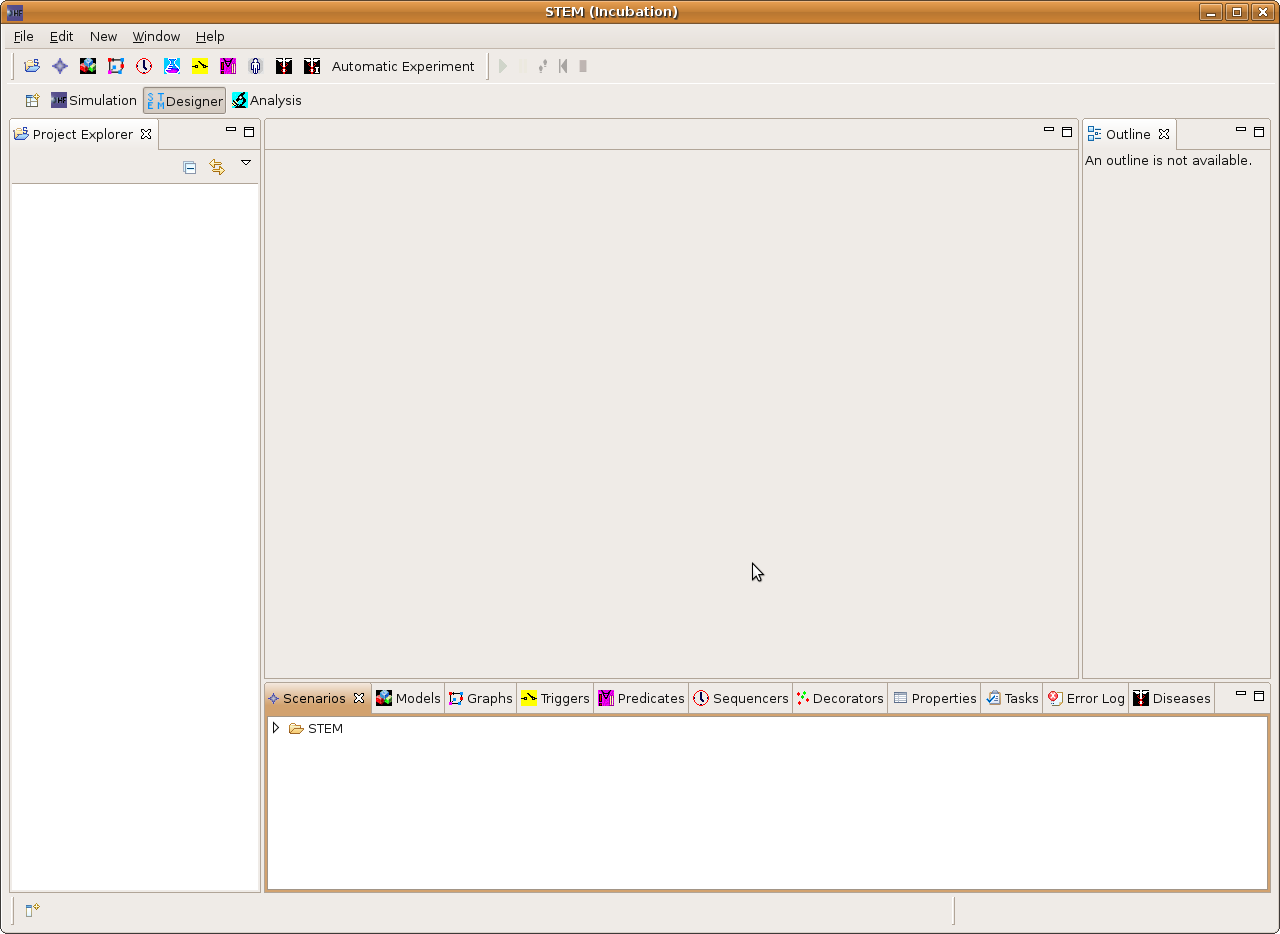 STEM (Incubation)
File Edit New Window Help
Automatic Experiment
Simulation Designer Analysis
Project Explorer
Outline
An outline is not available.
Scenarios Models Graphs Triggers Predicates Sequencers Decorators Properties Tasks Error Log Diseases
STEM